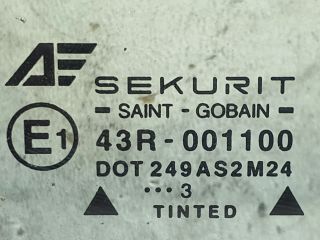 SEKURIT
- SAINT - GOBAIN -
E1 43R - 001100
DOT 249AS2M24
••• 3
TINTED